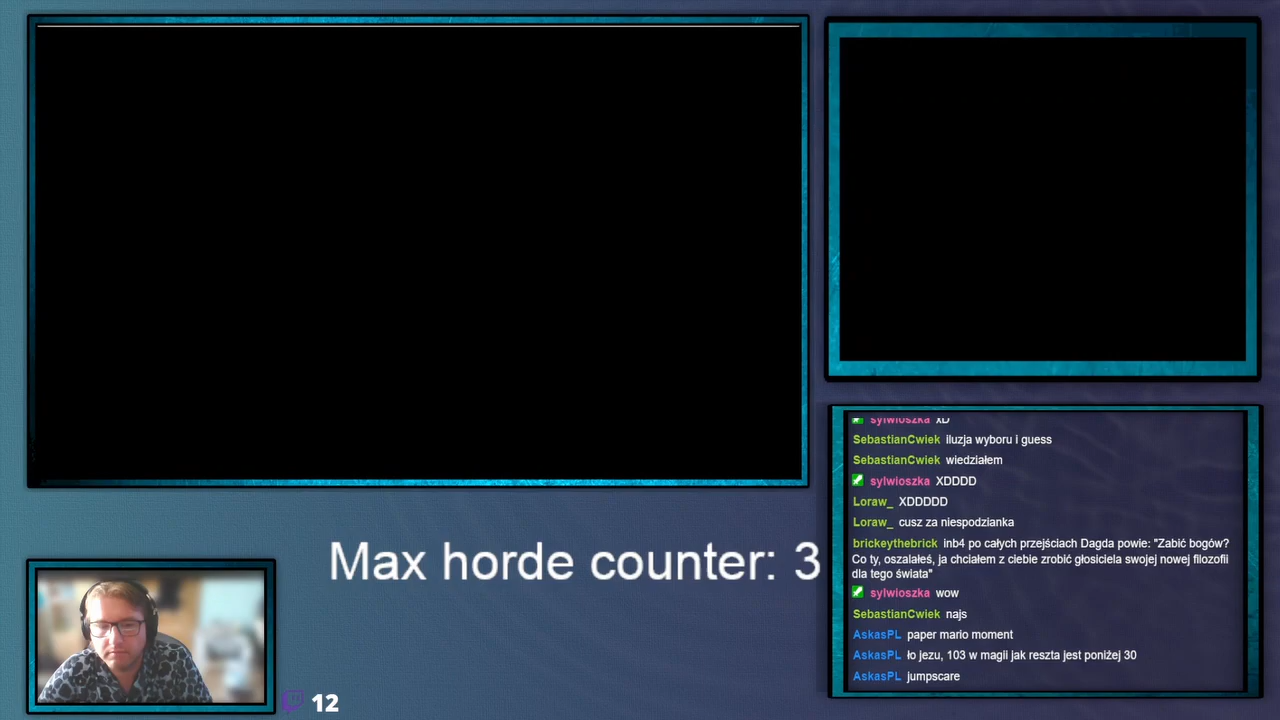 sylwioszka XD
SebastianCwiek iluzja wyboru i guess
SebastianCwiek wiedziałem
sylwioszka XDDDD
Loraw_ XDDDDD
Loraw_ cusz za niespodzianka
brickeythebrick inb4 po całych przejściach Dagda powie: "Zabić bogów?
Co ty, oszalałeś, ja chciałem z ciebie zrobić głosiciela swojej nowej filozofii
dla tego świata"
sylwioszka wow
SebastianCwiek najs
AskasPL paper mario moment
AskasPL ło jezu, 103 w magii jak reszta jest poniżej 30
AskasPL jumpscare
Max horde counter: 3
12